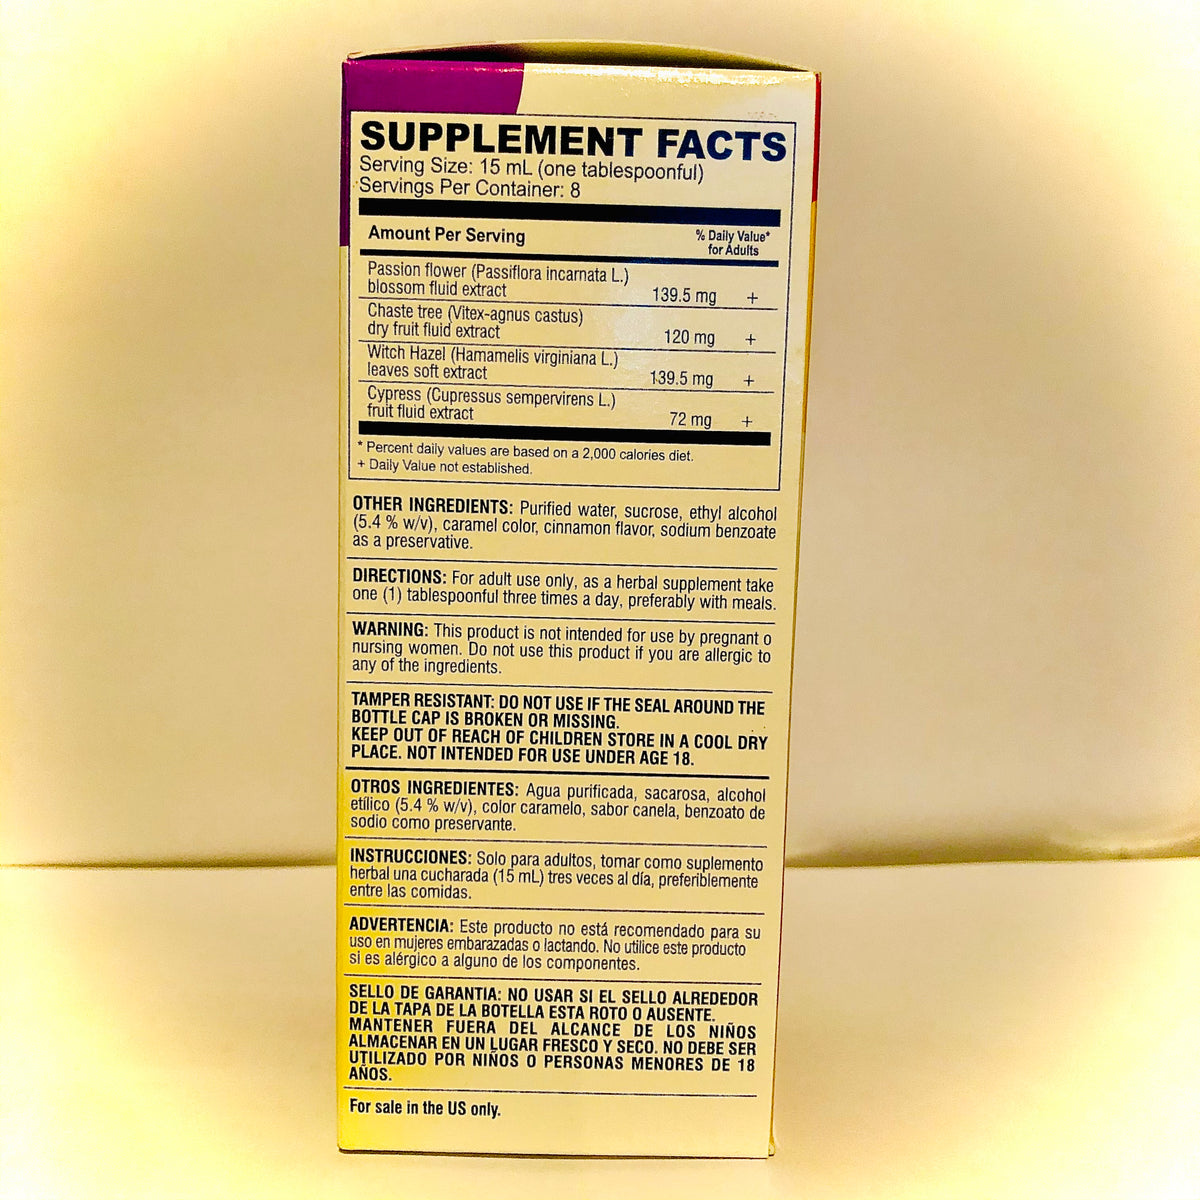 SUPPLEMENT FACTS
Serving Size: 15 mL (one tablespoonful)
Servings Per Container: 8
Amount Per Serving
% Daily Value*
for Adults
Passion flower (Passiflora incarnata L.)
blossom fluid extract 139.5 mg +
Chaste tree (Vitex-agnus castus)
dry fruit fluid extract 120 mg +
Witch Hazel (Hamamelis virginiana L.)
leaves soft extract 139.5 mg +
Cypress (Cupressus sempervirens L.)
fruit fluid extract 72 mg +
* Percent daily values are based on a 2,000 calories diet.
+ Daily Value not established.
OTHER INGREDIENTS: Purified water, sucrose, ethyl alcohol
(5.4 % w/v), caramel color, cinnamon flavor, sodium benzoate
as a preservative.
DIRECTIONS: For adult use only, as a herbal supplement take
one (1) tablespoonful three times a day, preferably with meals.
WARNING: This product is not intended for use by pregnant o
nursing women. Do not use this product if you are allergic to
any of the ingredients.
TAMPER RESISTANT: DO NOT USE IF THE SEAL AROUND THE
BOTTLE CAP IS BROKEN OR MISSING.
KEEP OUT OF REACH OF CHILDREN STORE IN A COOL DRY
PLACE. NOT INTENDED FOR USE UNDER AGE 18.
OTROS INGREDIENTES: Agua purificada, sacarosa, alcohol
etílico (5.4 % w/v), color caramelo, sabor canela, benzoato de
sodio como preservante.
INSTRUCCIONES: Solo para adultos, tomar como suplemento
herbal una cucharada (15 mL) tres veces al día, preferiblemente
entre las comidas.
ADVERTENCIA: Este producto no está recomendado para su
uso en mujeres embarazadas o lactando. No utilice este producto
si es alérgico a alguno de los componentes.
SELLO DE GARANTIA: NO USAR SI EL SELLO ALREDEDOR
DE LA TAPA DE LA BOTELLA ESTA ROTO O AUSENTE.
MANTENER FUERA DEL ALCANCE DE LOS NIÑOS
ALMACENAR EN UN LUGAR FRESCO Y SECO. NO DEBE SER
UTILIZADO POR NIÑOS O PERSONAS MENORES DE 18
AÑOS.
For sale in the US only.